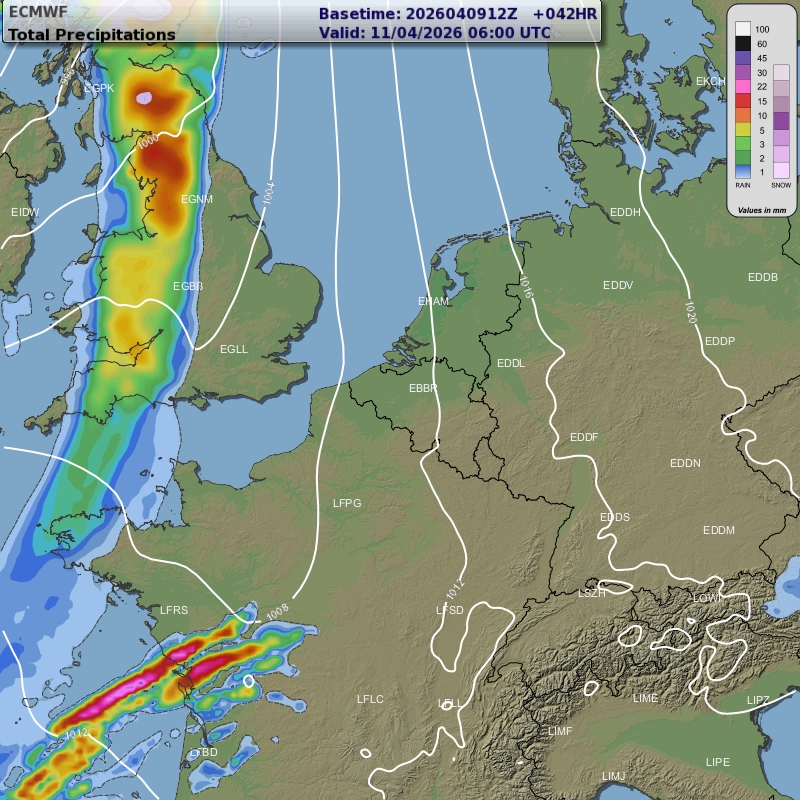 ECMWF
Basetime: 2026040912Z +042HR
Total Precipitations
Valid: 11/04/2026 06:00 UTC
100
60
45
30
22
15
10
5
3
2
1
RAIN
SNOW
Values in mm
EGPK
EKCH
1000
EIDW
EGNM
1004
EDDH
EGBB
EHAM
1016
EDDV
EDDB
1020
EGLL
EDDP
EBBR
EDDL
EDDF
EDDN
LFPG
EDDS
EDDM
1012
LFRS
1008
LFSD
LSZH
LOWI
LFLC
LFLL
LIME
LIPZ
1012
LIMF
LFBD
LIPE
LIMJ